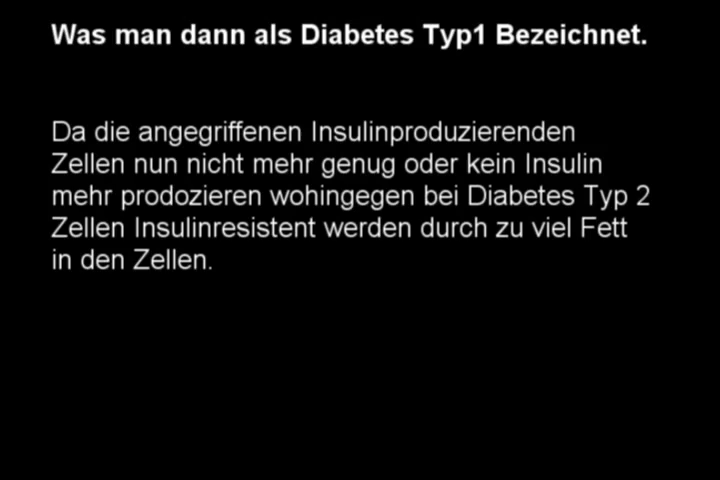 Was man dann als Diabetes Typ1 Bezeichnet.
Da die angegriffenen Insulinproduzierenden
Zellen nun nicht mehr genug oder kein Insulin
mehr prodozieren wohingegen bei Diabetes Typ 2
Zellen Insulinresistent werden durch zu viel Fett
in den Zellen.